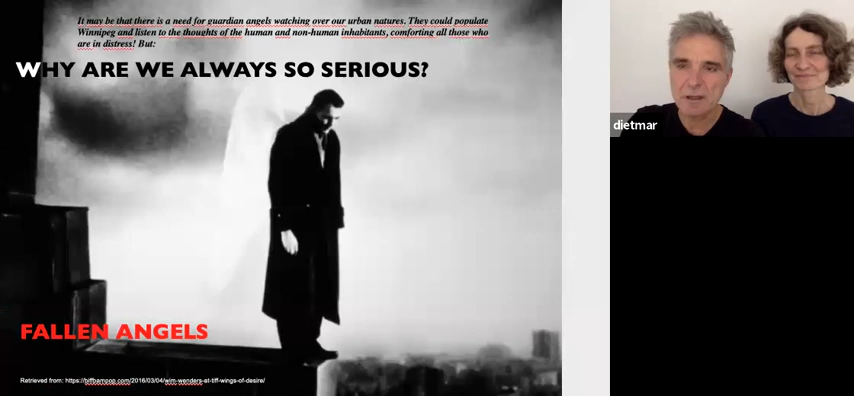 It may be that there is a need for guardian angels watching over our urban natures. They could populate
Winnipeg and listen to the thoughts of the human and non-human inhabitants, comforting all those who
are in distress! But:
WHY ARE WE ALWAYS SO SERIOUS?
dietmar
FALLEN ANGELS
Retrieved from: https://biffbampop.com/2016/03/04/wim-wenders-at-tiff-wings-of-desire/